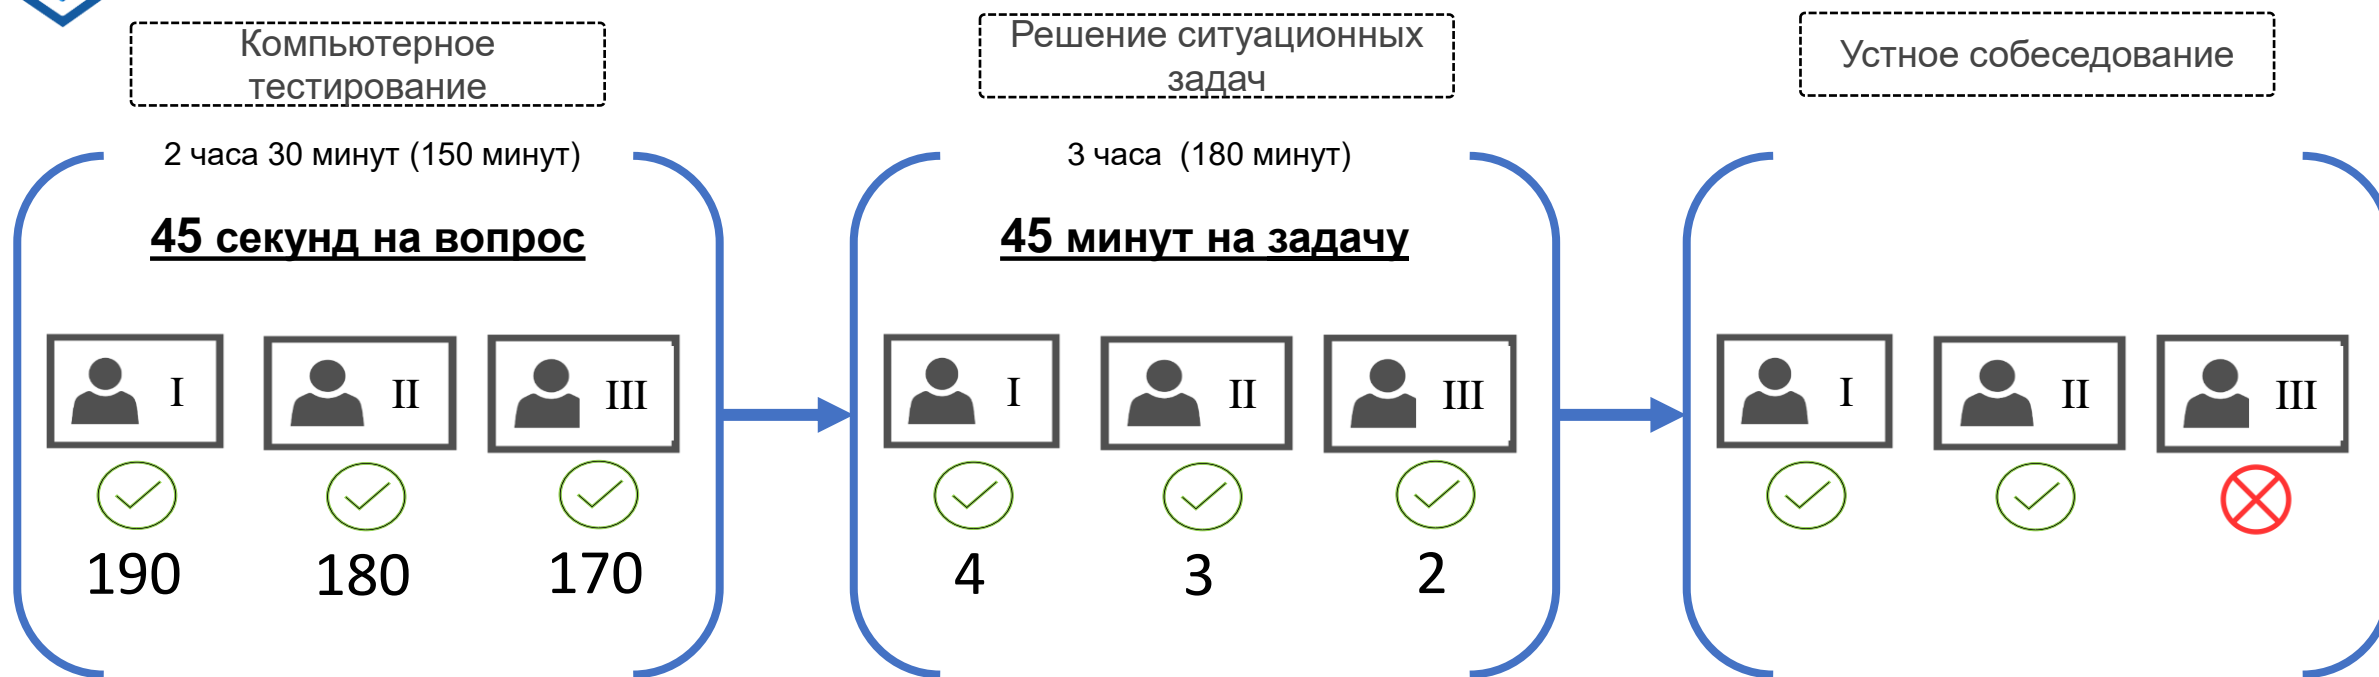 Компьютерное
тестирование
2 часа 30 минут (150 минут)
45 секунд на вопрос
I
II
III
190
180
170
Решение ситуационных
задач
3 часа  (180 минут)
45 минут на задачу
I
II
III
4
3
2
Устное собеседование
I
II
III